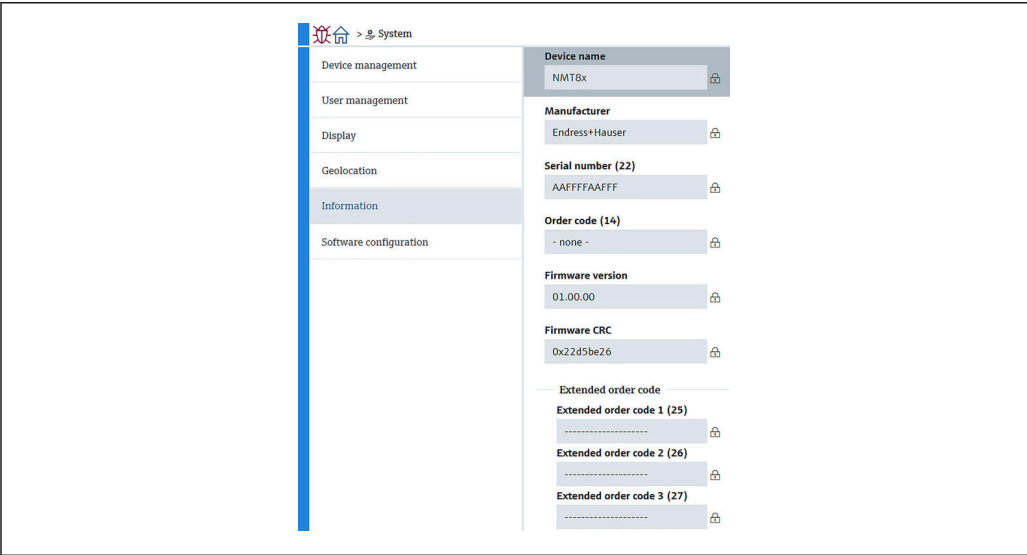 > System
Device management
User management
Display
Geolocation
Information
Software configuration
Device name
NMT8x
Manufacturer
Endress+Hauser
Serial number (22)
AAFFFFAAFFF
Order code (14)
- none -
Firmware version
01.00.00
Firmware CRC
0x22d5be26
Extended order code
Extended order code 1 (25)
--------------------
Extended order code 2 (26)
--------------------
Extended order code 3 (27)
--------------------